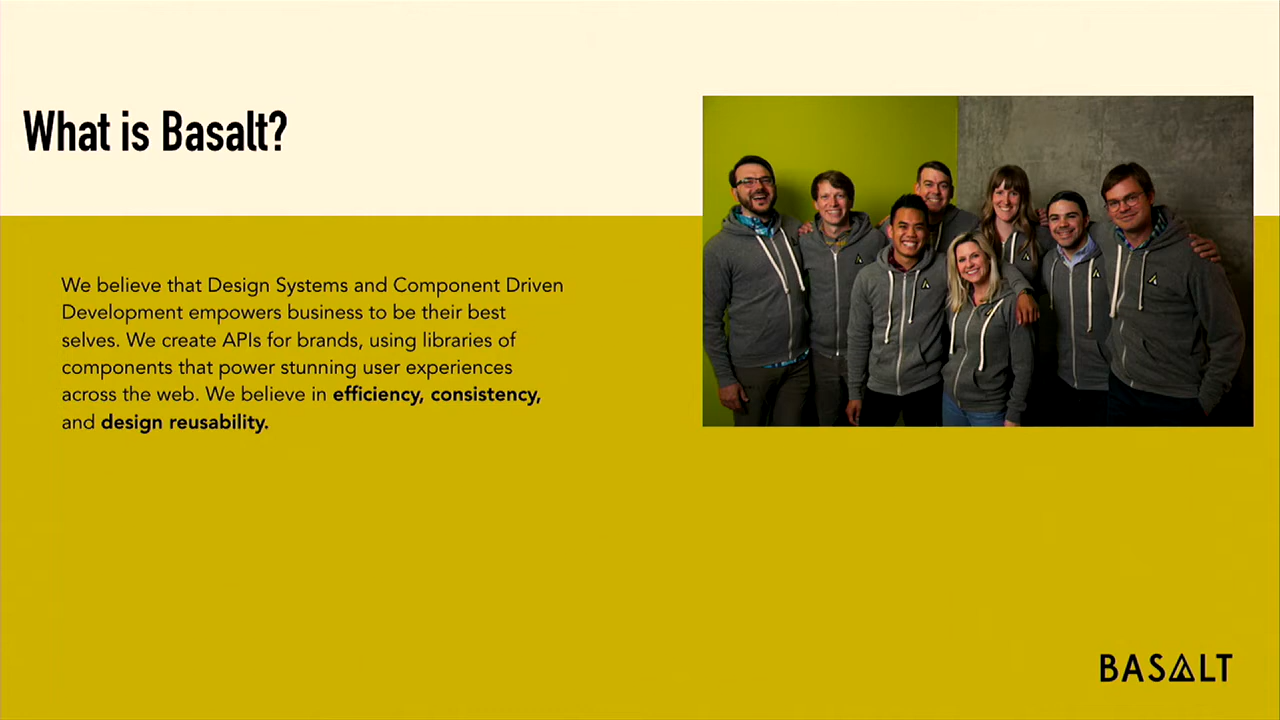 What is Basalt?
We believe that Design Systems and Component Driven
Development empowers business to be their best
selves. We create APIs for brands, using libraries of
components that power stunning user experiences
across the web. We believe in efficiency, consistency,
and design reusability.
BASALT